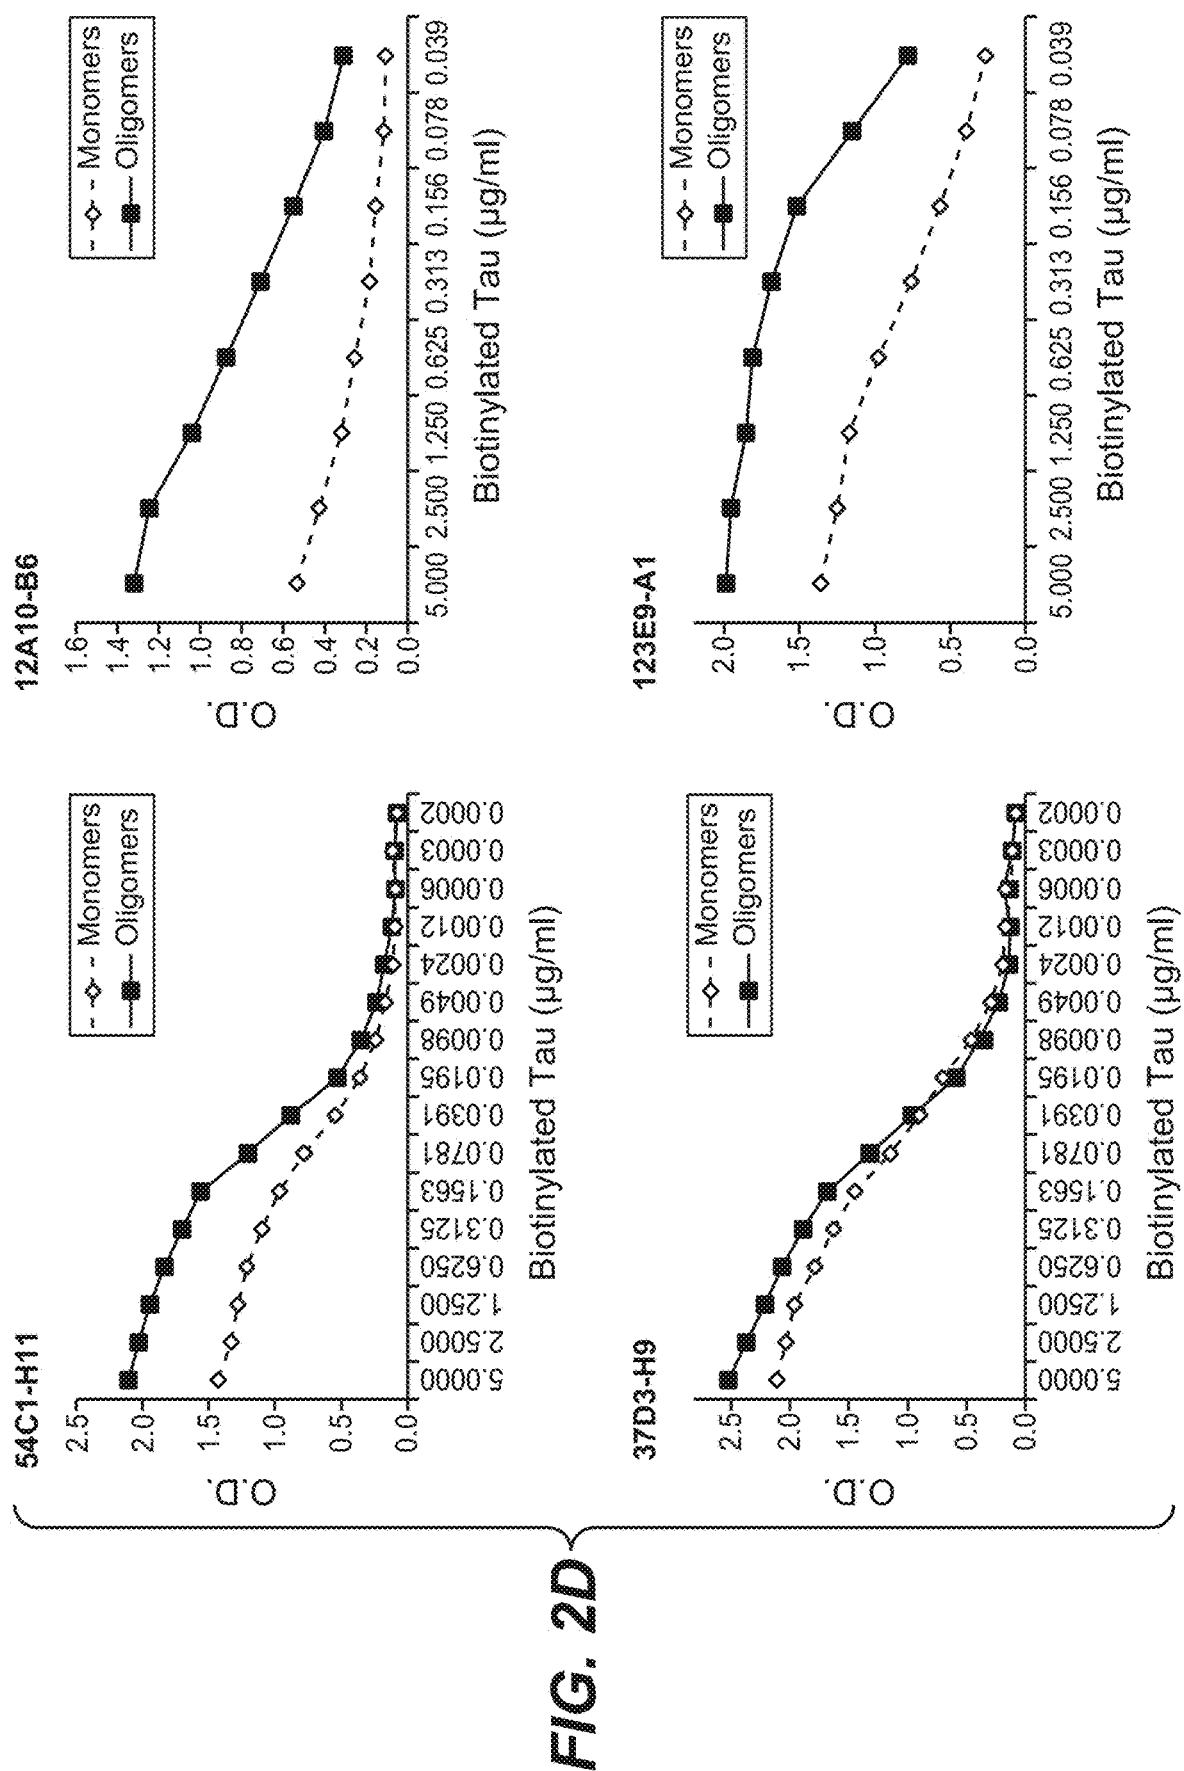 54C1-H11
2.5
2.0
1.5
1.0
0.5
0.0
O.D.
Monomers
Oligomers
5.0000 2.5000 1.2500 0.6250 0.3125 0.1563 0.0781 0.0391 0.0195 0.0098 0.0049 0.0024 0.0012 0.0006 0.0003 0.0002
Biotinylated Tau (µg/ml)
12A10-B6
1.6
1.4
1.2
1.0
0.8
0.6
0.4
0.2
0.0
O.D.
Monomers
Oligomers
5.000 2.500 1.250 0.625 0.313 0.156 0.078 0.039
Biotinylated Tau (µg/ml)
37D3-H9
2.5
2.0
1.5
1.0
0.5
0.0
O.D.
Monomers
Oligomers
5.0000 2.5000 1.2500 0.6250 0.3125 0.1563 0.0781 0.0391 0.0195 0.0098 0.0049 0.0024 0.0012 0.0006 0.0003 0.0002
Biotinylated Tau (µg/ml)
123E9-A1
2.0
1.5
1.0
0.5
0.0
O.D.
Monomers
Oligomers
5.000 2.500 1.250 0.625 0.313 0.156 0.078 0.039
Biotinylated Tau (µg/ml)
FIG. 2D